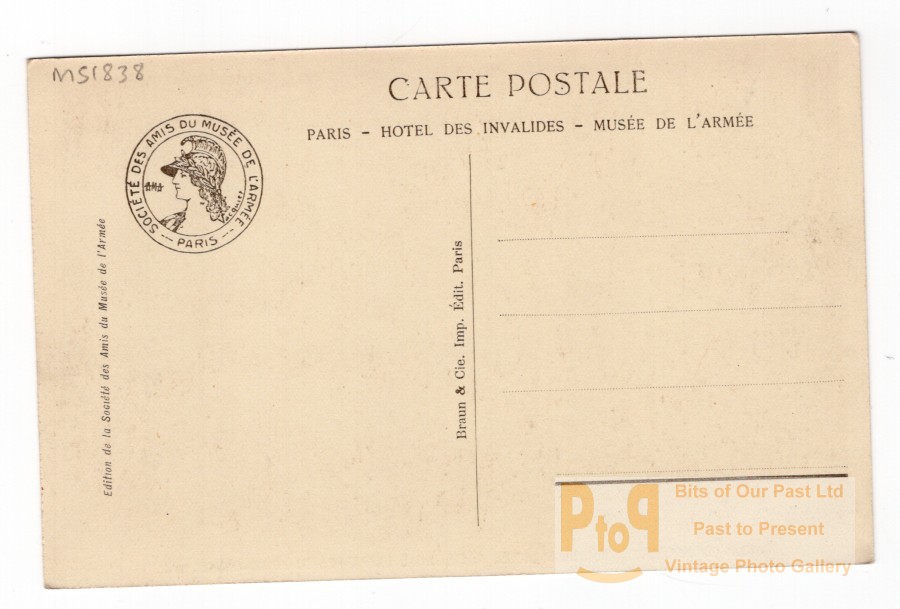 MS1838
CARTE POSTALE
PARIS - HOTEL DES INVALIDES - MUSÉE DE L'ARMÉE
SOCIÉTÉ DES AMIS DU MUSÉE DE L'ARMÉE
— PARIS —
Edition de la Société des Amis du Musée de l'Armée
Braun & Cie. Imp. Édit. Paris
PtoP
Bits of Our Past Ltd
Past to Present
Vintage Photo Gallery